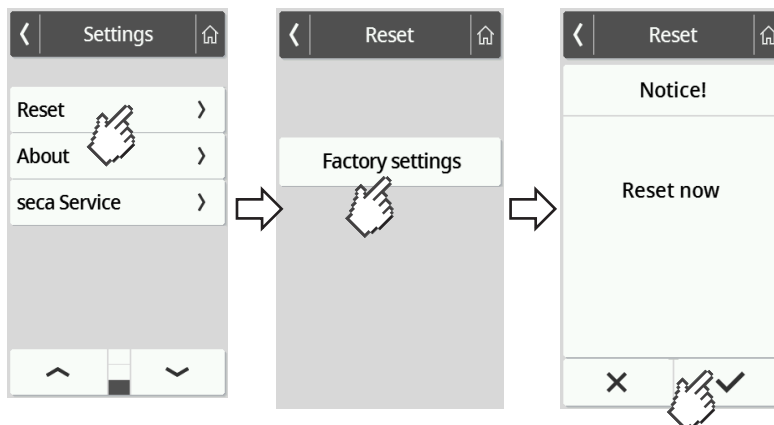 Settings
Reset
About
seca Service
Reset
Factory settings
Reset
Notice!
Reset now